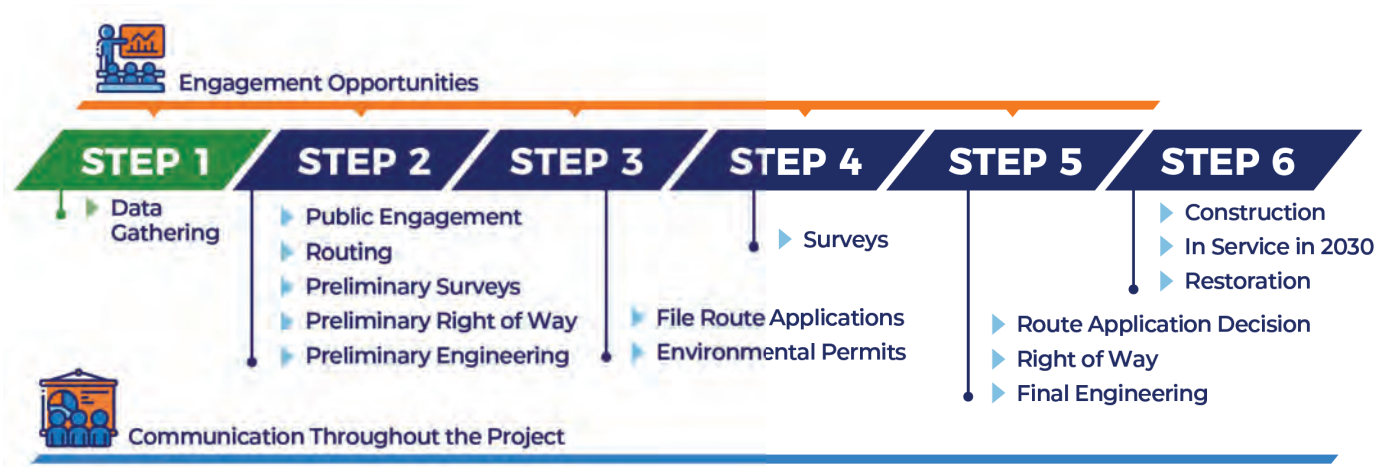 Engagement Opportunities
STEP 1
STEP 2
STEP 3
STEP 4
STEP 5
STEP 6
Data
Gathering
Public Engagement
Routing
Preliminary Surveys
Preliminary Right of Way
Preliminary Engineering
File Route Applications
Environmental Permits
Surveys
Route Application Decision
Right of Way
Final Engineering
Construction
In Service in 2030
Restoration
Communication Throughout the Project